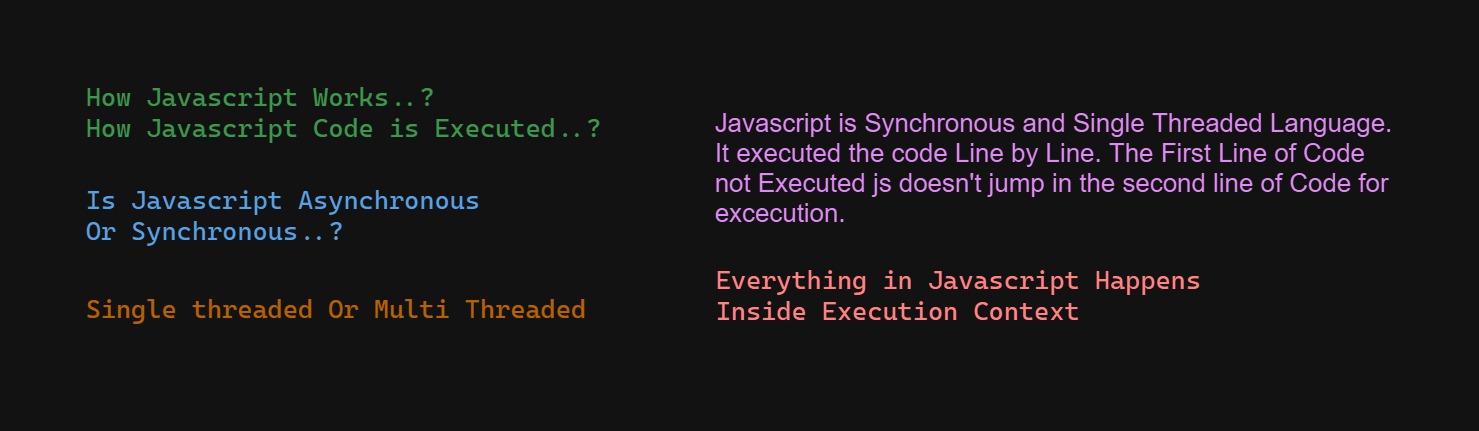 How Javascript Works..?
How Javascript Code is Executed..?
Is Javascript Asynchronous
Or Synchronous..?
Single threaded Or Multi Threaded
Javascript is Synchronous and Single Threaded Language.
It executed the code Line by Line. The First Line of Code
not Executed js doesn't jump in the second line of Code for
excecution.
Everything in Javascript Happens
Inside Execution Context